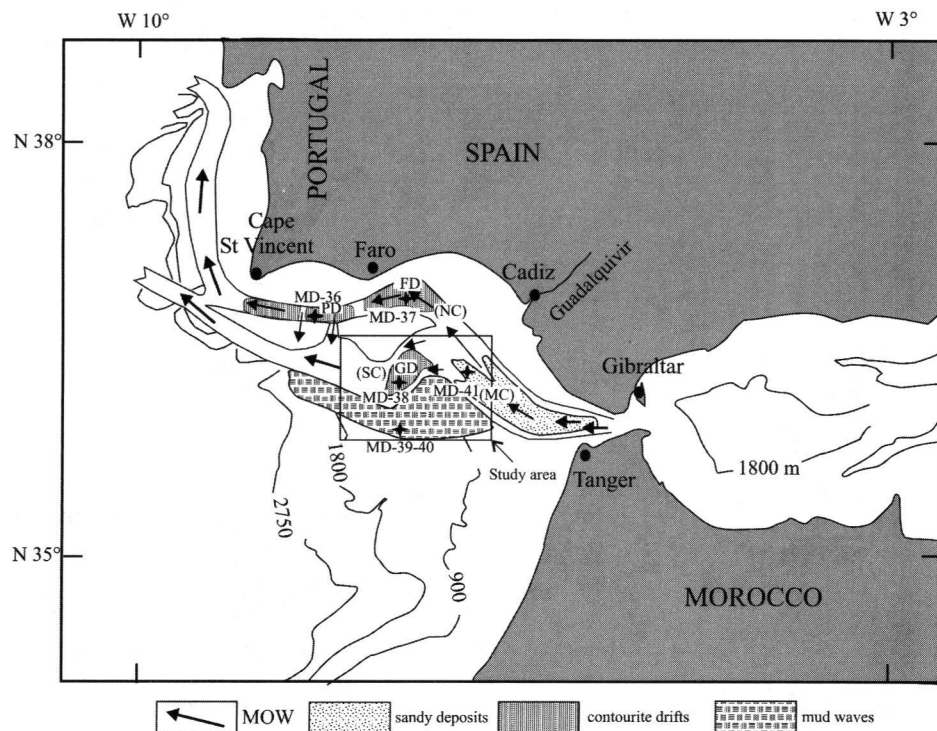 W 10°
W 3°
N 38°
PORTUGAL
SPAIN
Cape
St Vincent
Faro
Cadiz
Guadalquivir
MD-36
PD
FD
MD-37
(NC)
Gibraltar
(SC)
GD
MD-38
MD-41
(MC)
MD-39-40
Study area
Tanger
1800 m
1800
2750
900
N 35°
MOROCCO
MOW
sandy deposits
contourite drifts
mud waves